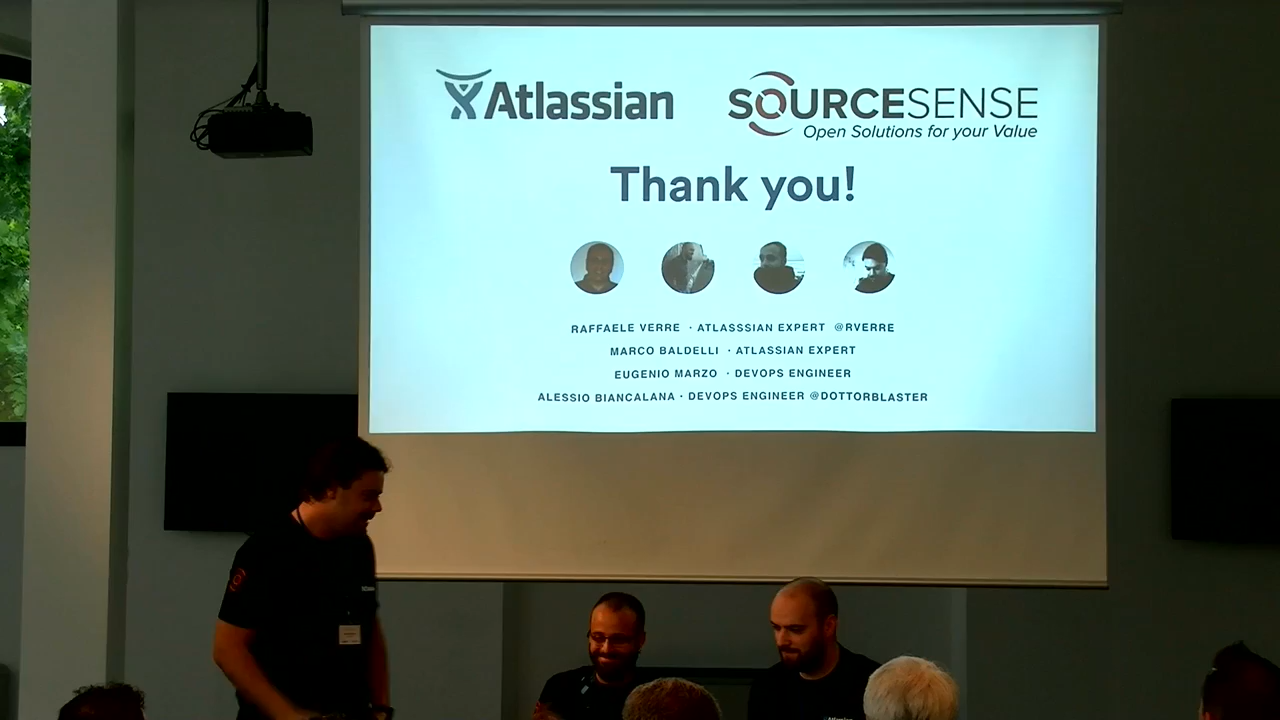 Atlassian
SOURCESENSE
Open Solutions for your Value
Thank you!
RAFFAELE VERRE · ATLASSSIAN EXPERT @RVERRE
MARCO BALDELLI · ATLASSIAN EXPERT
EUGENIO MARZO · DEVOPS ENGINEER
ALESSIO BIANCALANA · DEVOPS ENGINEER @DOTTORBLASTER
Atlassian